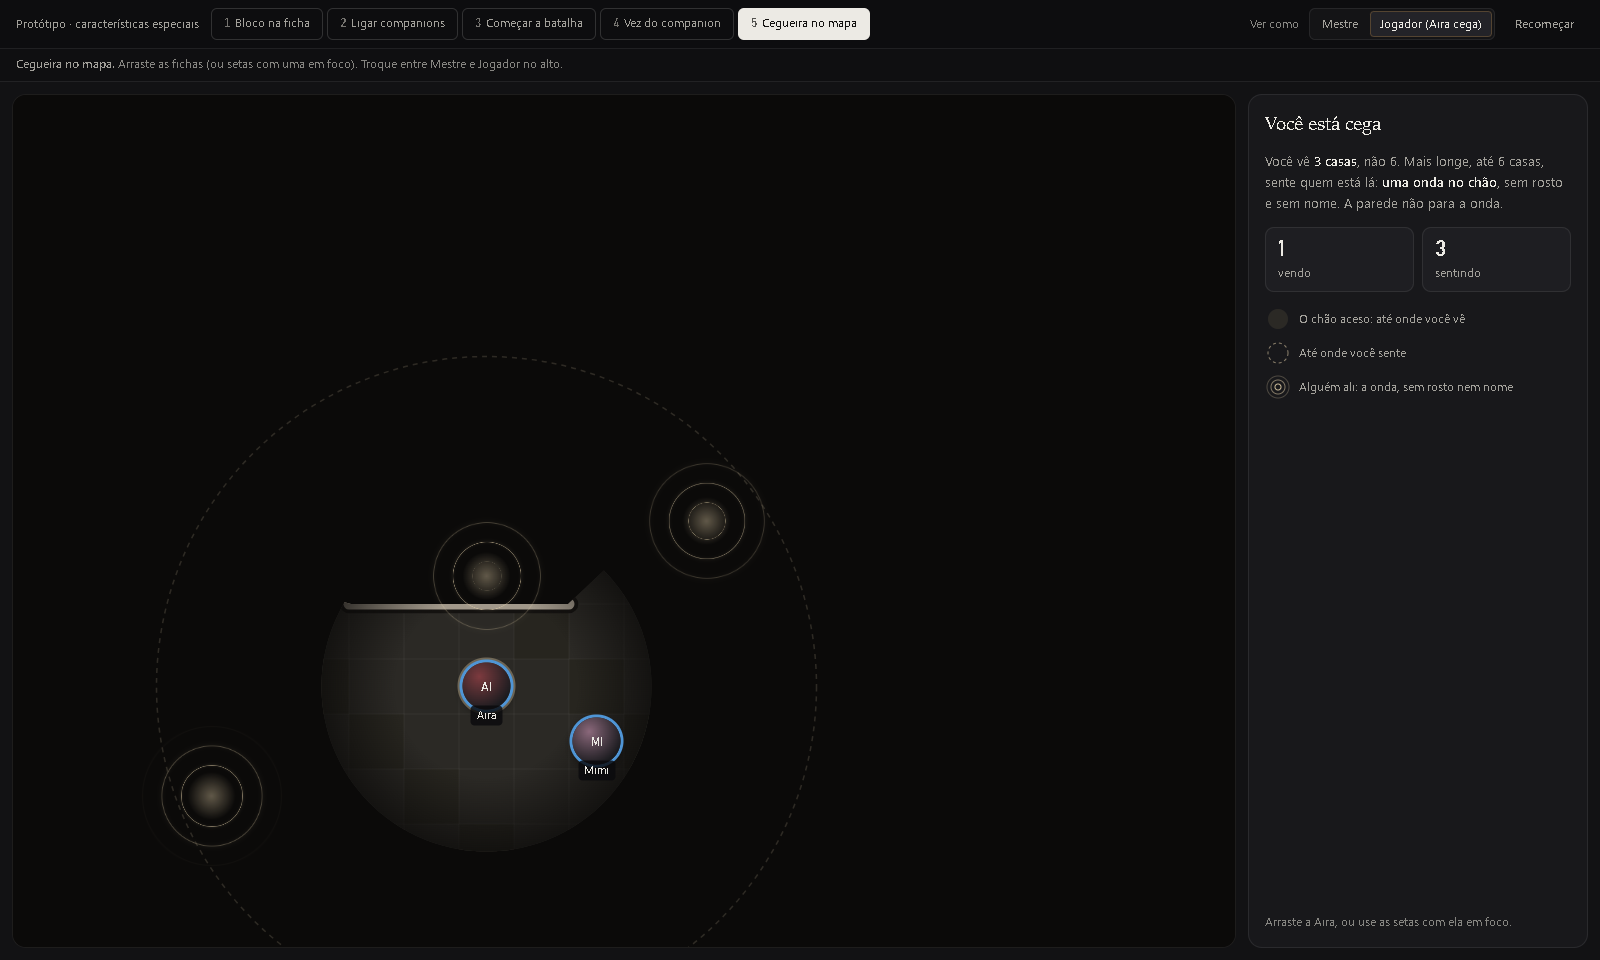 Protótipo · características especiais
1 Bloco na ficha
2 Ligar companions
3 Começar a batalha
4 Vez do companion
5 Cegueira no mapa
Ver como
Mestre
Jogador (Aira cega)
Recomeçar
Cegueira no mapa. Arraste as fichas (ou setas com uma em foco). Troque entre Mestre e Jogador no alto.
AI
Aira
MI
Mimi
Você está cega
Você vê 3 casas, não 6. Mais longe, até 6 casas,
sente quem está lá: uma onda no chão, sem rosto
e sem nome. A parede não para a onda.
1
vendo
3
sentindo
O chão aceso: até onde você vê
Até onde você sente
Alguém ali: a onda, sem rosto nem nome
Arraste a Aira, ou use as setas com ela em foco.